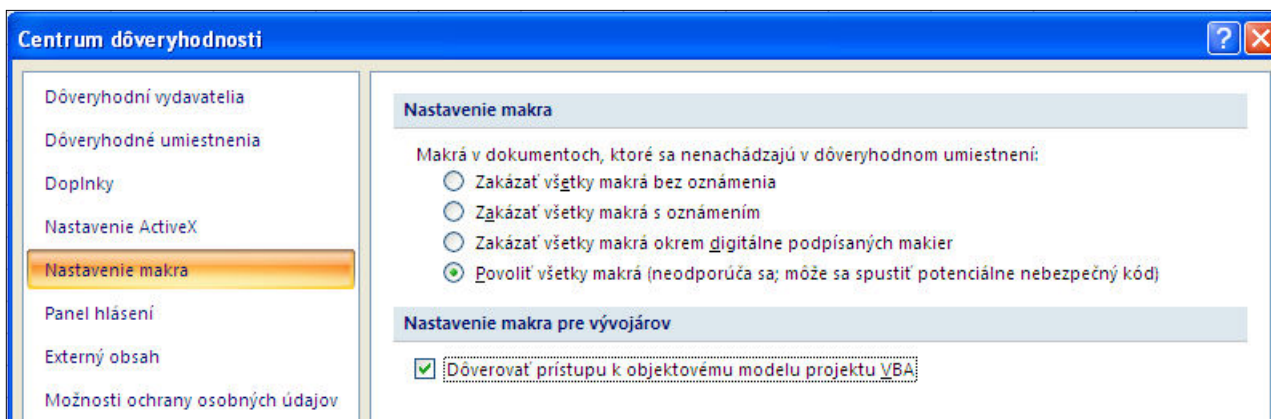 Centrum dôveryhodnosti
Dôveryhodní vydavatelia
Dôveryhodné umiestnenia
Doplnky
Nastavenie ActiveX
Nastavenie makra
Panel hlásení
Externý obsah
Možnosti ochrany osobných údajov
Nastavenie makra
Makrá v dokumentoch, ktoré sa nenachádzajú v dôveryhodnom umiestnení:
Zakázať všetky makrá bez oznámenia
Zakázať všetky makrá s oznámením
Zakázať všetky makrá okrem digitálne podpísaných makier
Povoliť všetky makrá (neodporúča sa; môže sa spustiť potenciálne nebezpečný kód)
Nastavenie makra pre vývojárov
Dôverovať prístupu k objektovému modelu projektu VBA